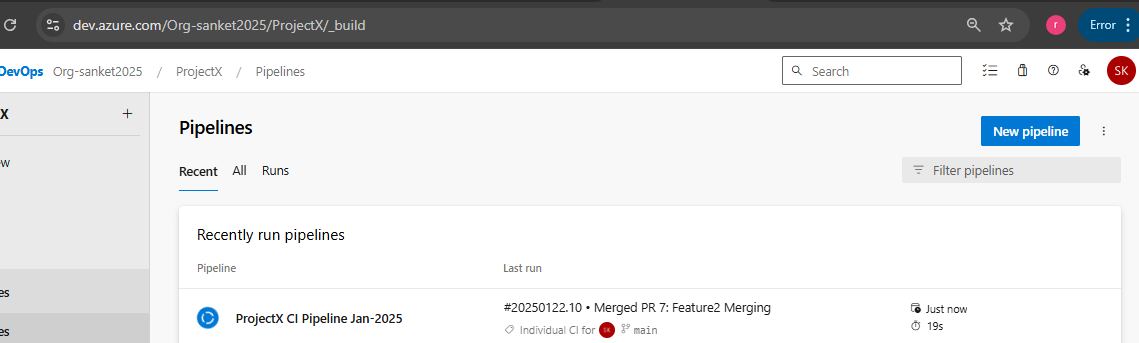 dev.azure.com/Org-sanket2025/ProjectX/_build
r
Error
DevOps Org-sanket2025 / ProjectX / Pipelines
Search
SK
X
+
Pipelines
New pipeline
ew
Recent All Runs
Filter pipelines
Recently run pipelines
Pipeline Last run
es
#20250122.10 • Merged PR 7: Feature2 Merging
Just now
ProjectX CI Pipeline Jan-2025
Individual CI for SK main
19s
es